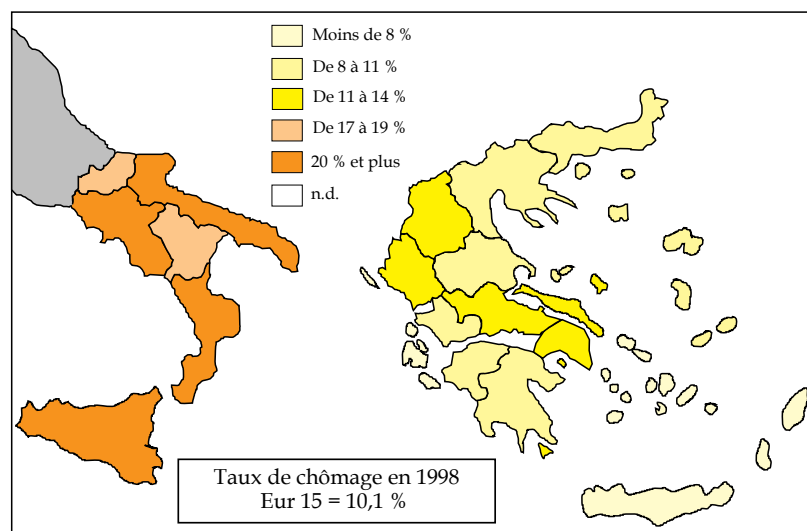 Moins de 8 %
De 8 à 11 %
De 11 à 14 %
De 17 à 19 %
20 % et plus
n.d.
Taux de chômage en 1998
Eur 15 = 10,1 %